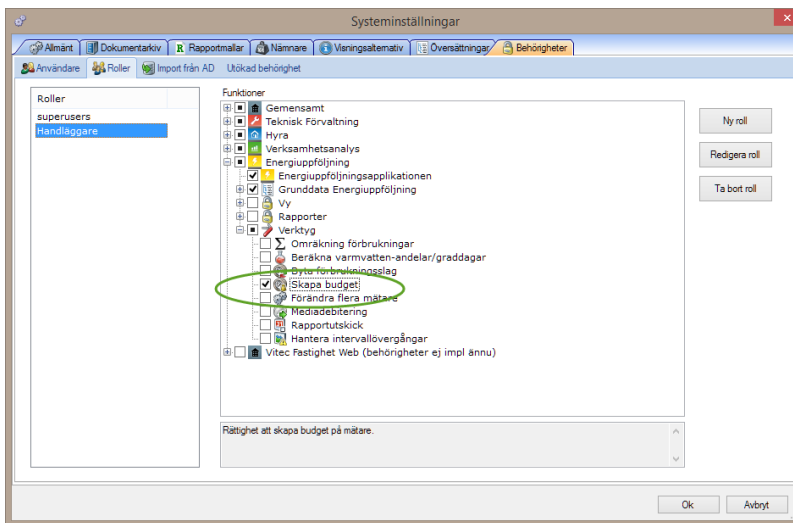 Systeminställningar
Allmänt Dokumentarkiv Rapportmallar Nämnare Visningsalternativ Översättningar Behörigheter
Användare Roller Import från AD Utökad behörighet
Roller
superusers
Handläggare
Funktioner
Gemensamt
Teknisk Förvaltning
Hyra
Verksamhetsanalys
Energiuppföljning
Energiuppföljningsapplikationen
Grunddata Energiuppföljning
Vy
Rapporter
Verktyg
Omräkning förbrukningar
Beräkna varmvatten-andelar/graddagar
Byta förbrukningsslag
Skapa budget
Förändra flera mätare
Mediadebitering
Rapportutskick
Hantera intervallövergångar
Vitec Fastighet Web (behörigheter ej impl ännu)
Ny roll
Redigera roll
Ta bort roll
Rättighet att skapa budget på mätare.
Ok Avbryt